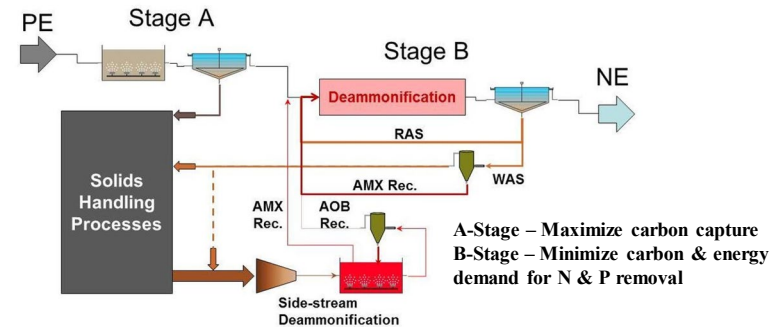 PE
Stage A
Stage B
NE
Deammonification
RAS
WAS
AMX Rec.
Solids
Handling
Processes
AMX
Rec.
AOB
Rec.
A-Stage – Maximize carbon capture
B-Stage – Minimize carbon & energy
demand for N & P removal
Side-stream
Deammonification